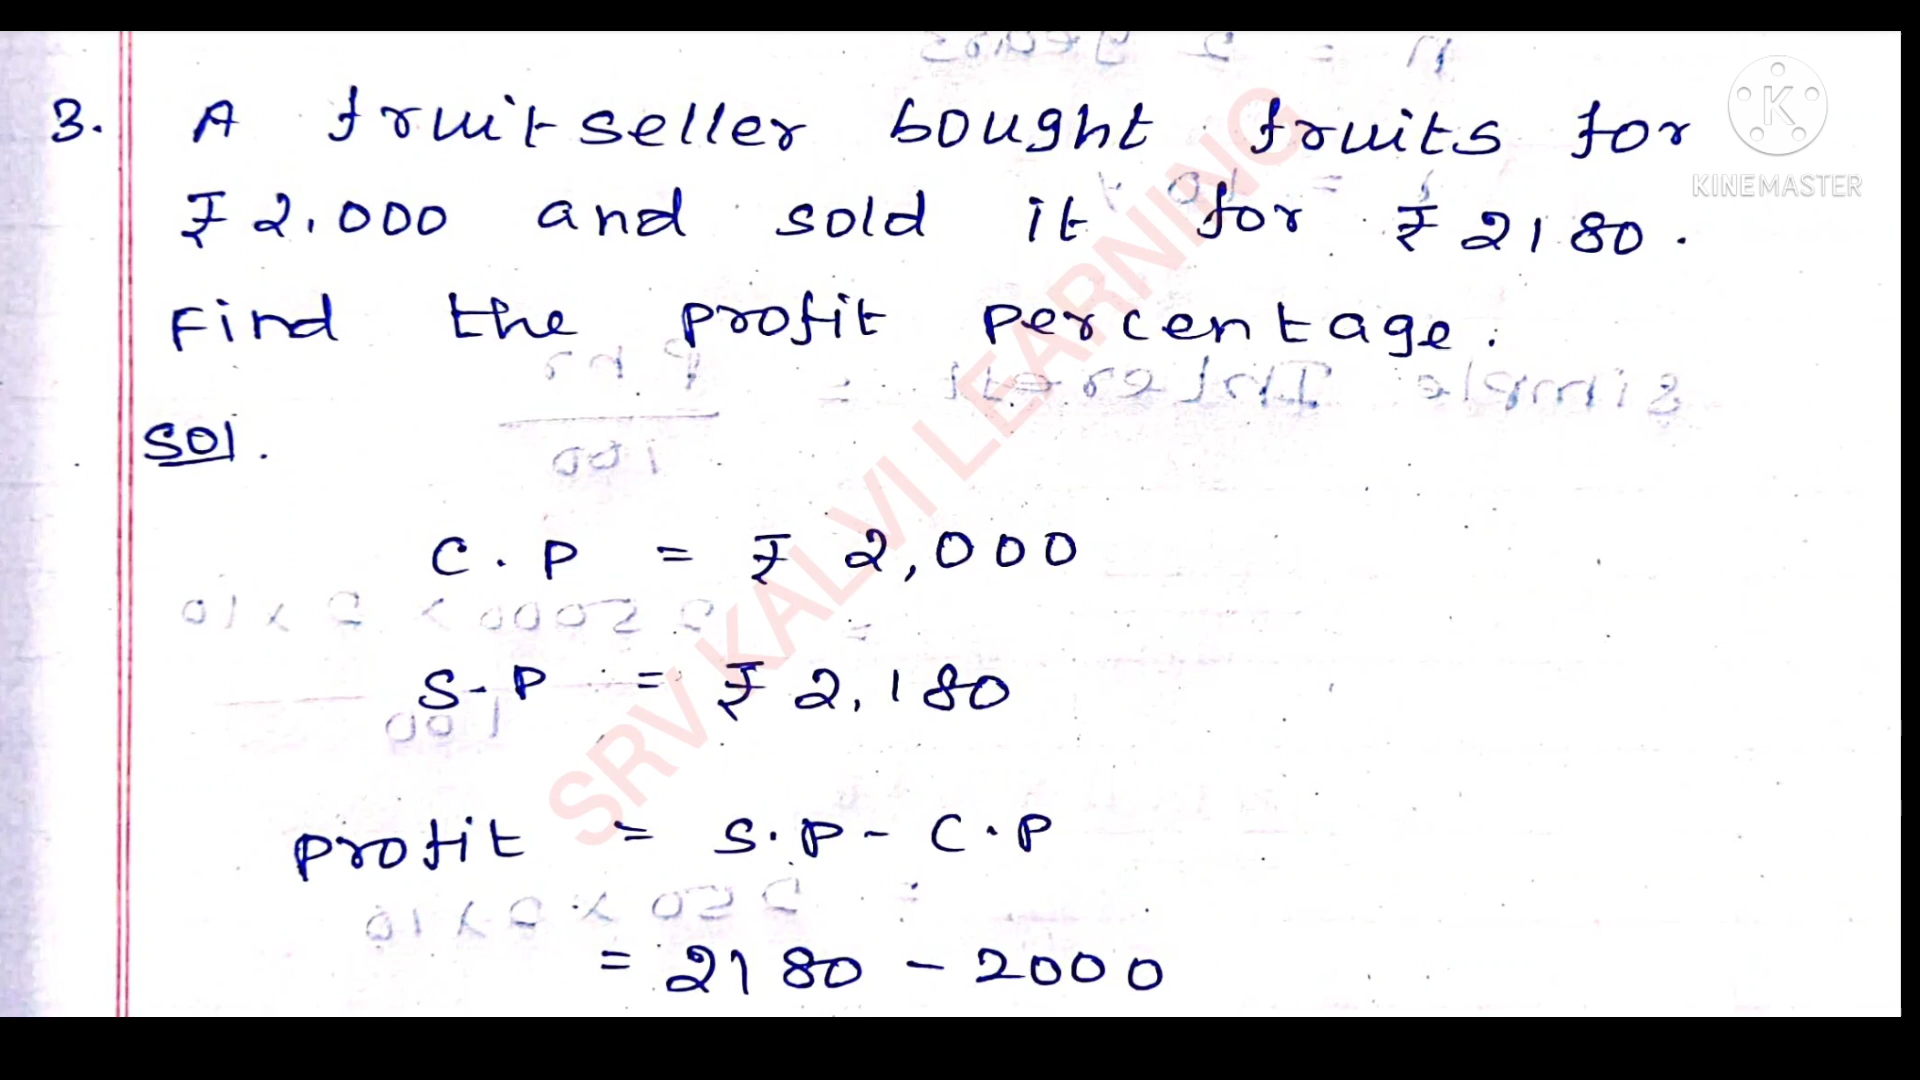 3. A fruit seller bought fruits for
₹ 2.000 and sold it for ₹ 2180.
Find the profit percentage.
Sol.
C.P = ₹ 2,000
S-P = ₹ 2,180
Profit = S.P - C.P
= 2180 - 2000
SRV KALVI LEARNING
K
KINEMASTER